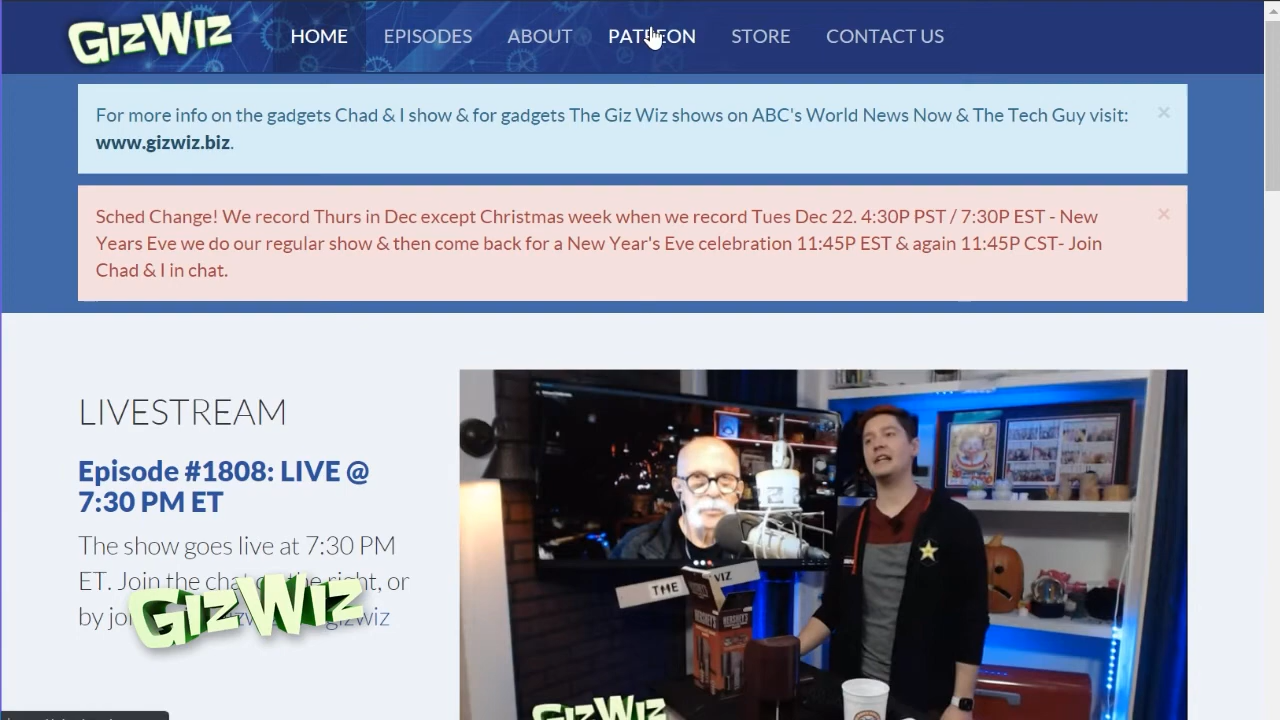 GIZWIZ HOME EPISODES ABOUT PATREON STORE CONTACT US
For more info on the gadgets Chad & I show & for gadgets The Giz Wiz shows on ABC's World News Now & The Tech Guy visit:
www.gizwiz.biz.
Sched Change! We record Thurs in Dec except Christmas week when we record Tues Dec 22. 4:30P PST / 7:30P EST - New
Years Eve we do our regular show & then come back for a New Year's Eve celebration 11:45P EST & again 11:45P CST- Join
Chad & I in chat.
LIVESTREAM
Episode #1808: LIVE @
7:30 PM ET
The show goes live at 7:30 PM
ET. Join the chat on the right, or
by gizwiz
GIZWIZ
THE VIZ
HERSHEY'S
GIZWIZ